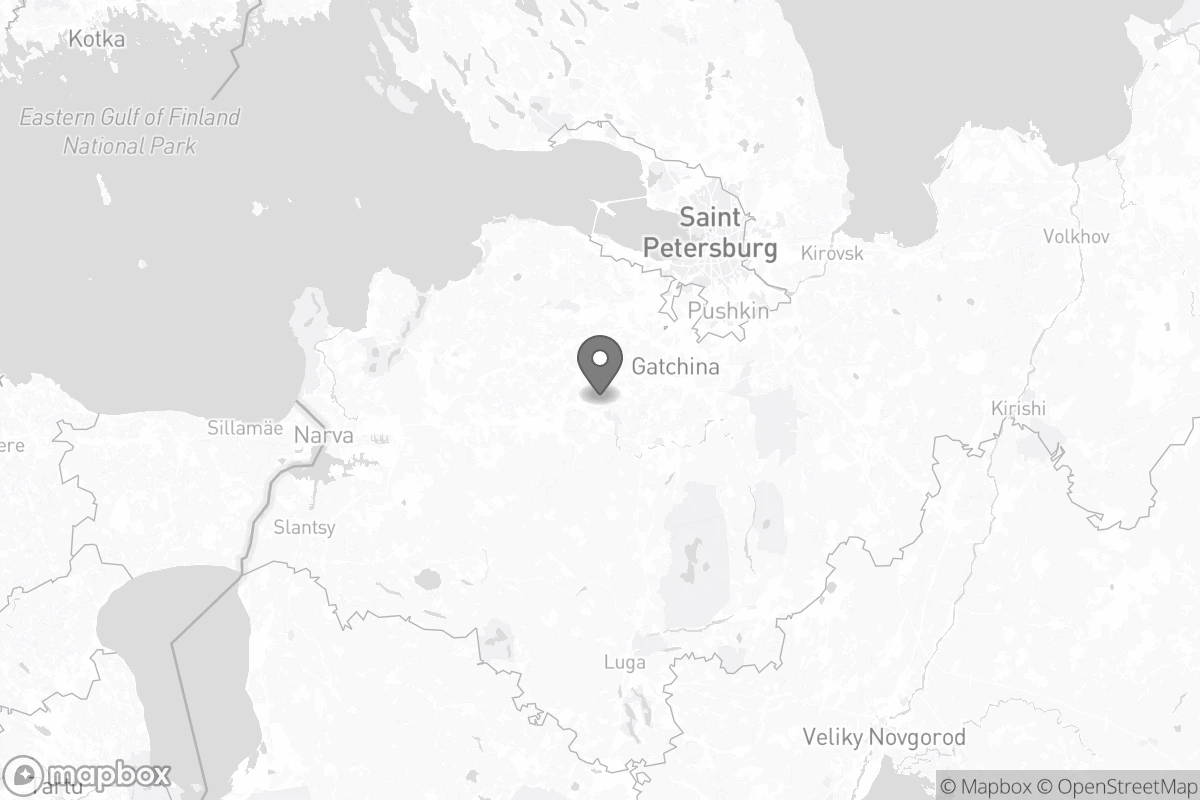 Kotka
Eastern Gulf of Finland
National Park
Saint
Petersburg
Volkhov
Kirovsk
Pushkin
Gatchina
Kirishi
ere
Sillamäe
Narva
Slantsy
Luga
Veliky Novgorod
Tartu
mapbox
© Mapbox © OpenStreetMap